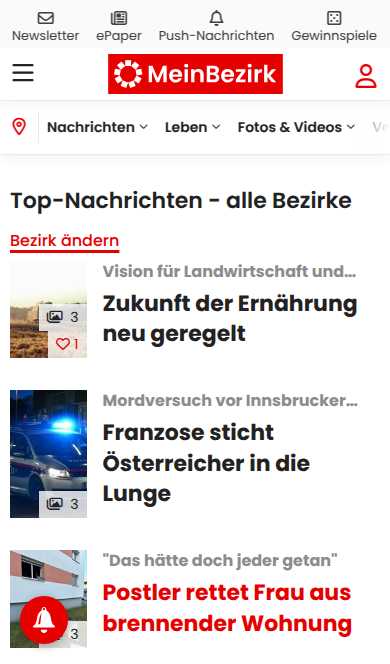 Newsletter ePaper Push-Nachrichten Gewinnspiele
MeinBezirk
Nachrichten Leben Fotos & Videos
Top-Nachrichten - alle Bezirke
Bezirk ändern
Vision für Landwirtschaft und...
3
1
Zukunft der Ernährung
neu geregelt
Mordversuch vor Innsbrucker...
Franzose sticht
Österreicher in die
Lunge
3
"Das hätte doch jeder getan"
Postler rettet Frau aus
brennender Wohnung
3